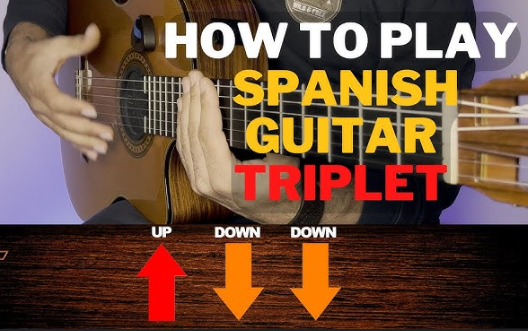 HOW TO PLAY
SPANISH
GUITAR
TRIPLET
UP DOWN DOWN